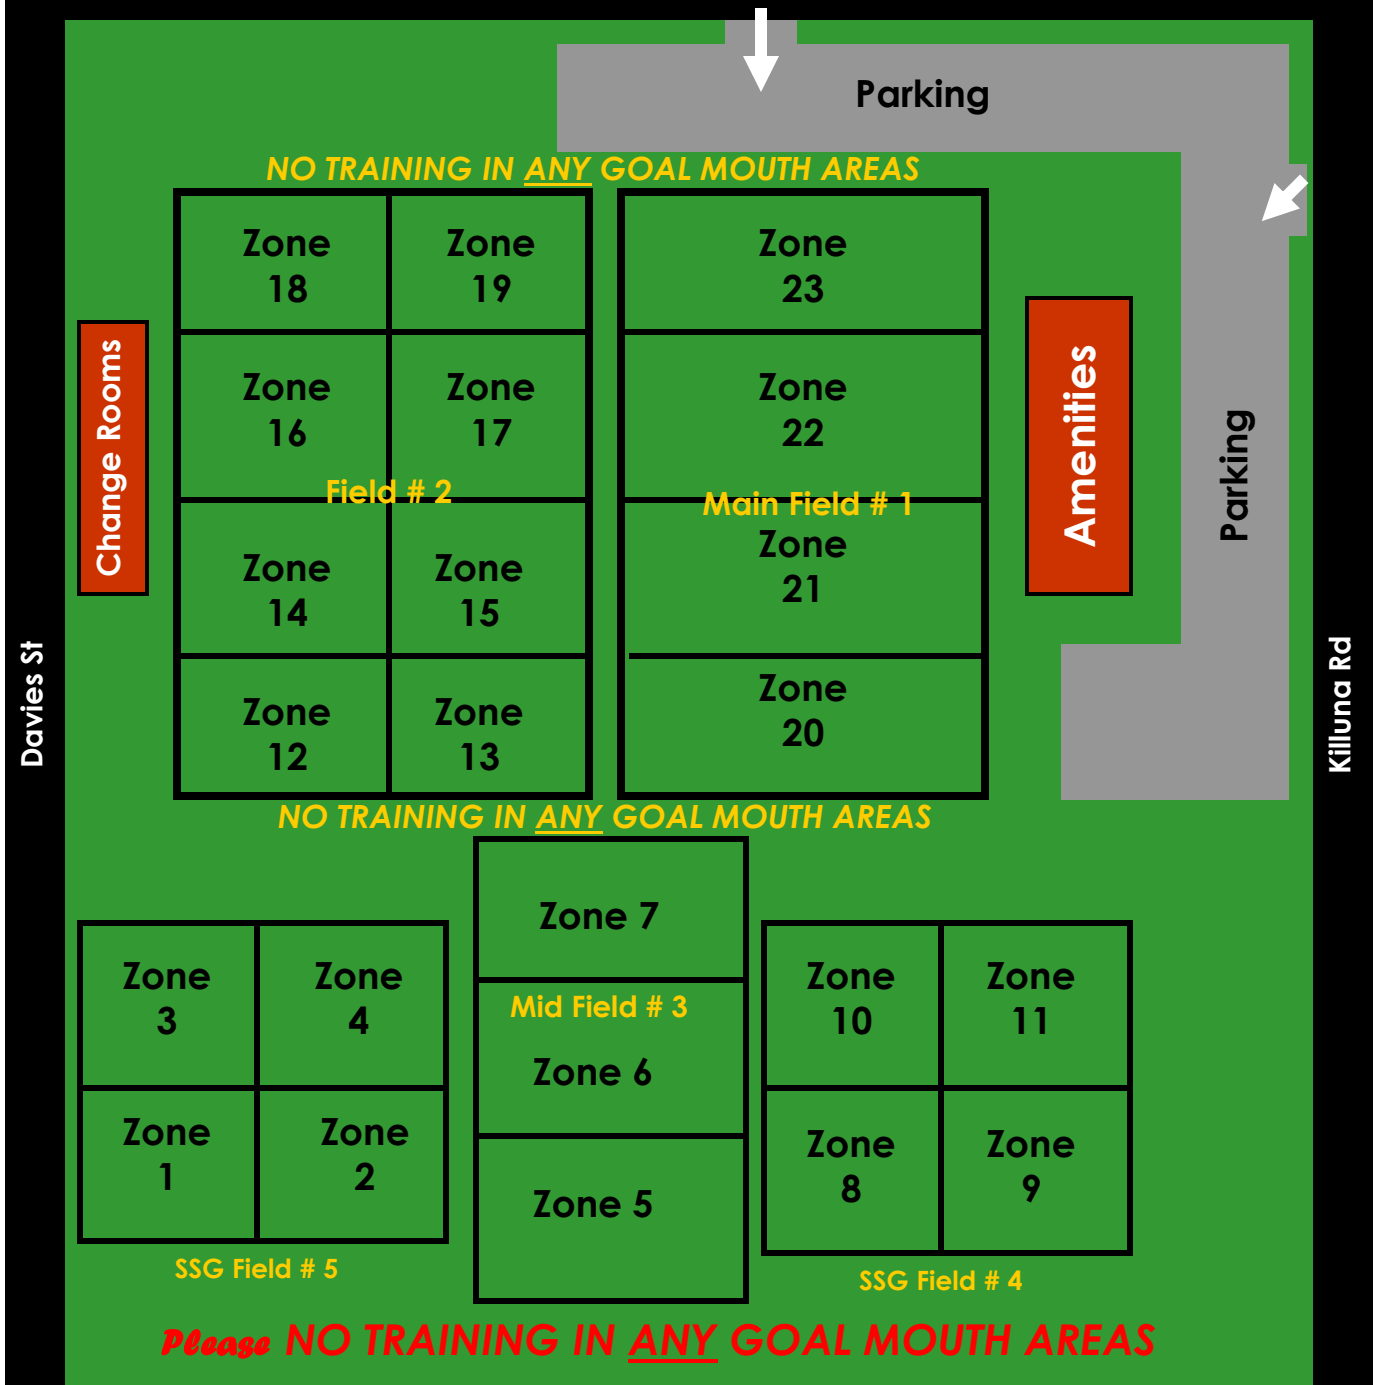 Parking
NO TRAINING IN ANY GOAL MOUTH AREAS
Zone
18
Zone
19
Zone
23
Zone
16
Zone
17
Zone
22
Change Rooms
Amenities
Parking
Field # 2
Main Field # 1
Zone
14
Zone
15
Zone
21
Davies St
Killuna Rd
Zone
12
Zone
13
Zone
20
NO TRAINING IN ANY GOAL MOUTH AREAS
Zone 7
Zone
3
Zone
4
Mid Field # 3
Zone 6
Zone
10
Zone
11
Zone
1
Zone
2
Zone 5
Zone
8
Zone
9
SSG Field # 5
SSG Field # 4
Please NO TRAINING IN ANY GOAL MOUTH AREAS